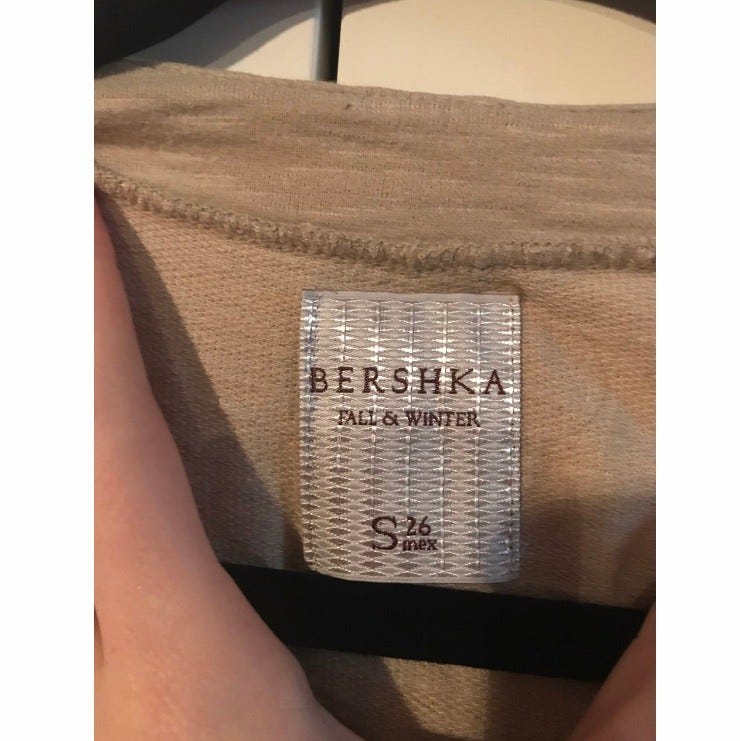 BERSHKA
FALL & WINTER
S 26
mex